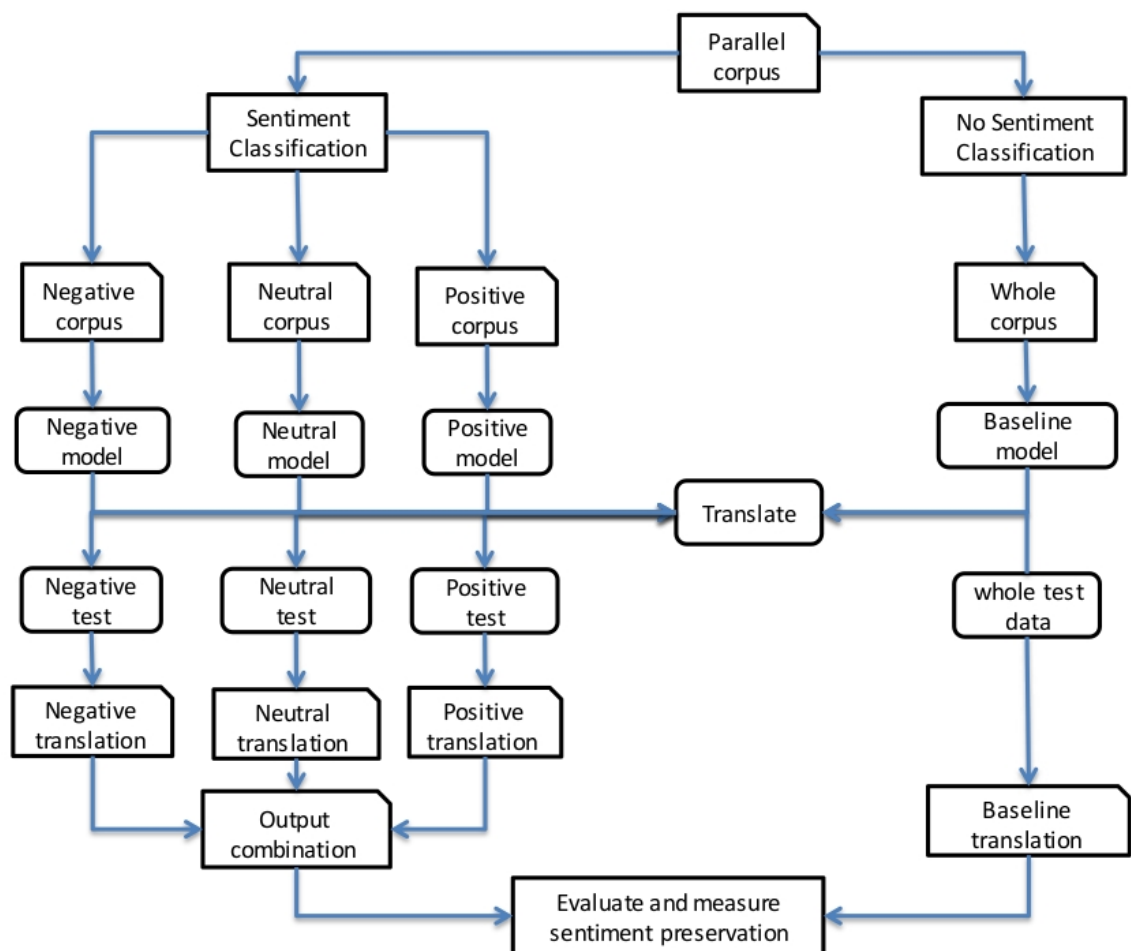 Parallel
corpus
Sentiment
Classification
No Sentiment
Classification
Negative
corpus
Neutral
corpus
Positive
corpus
Whole
corpus
Negative
model
Neutral
model
Positive
model
Baseline
model
Translate
Negative
test
Neutral
test
Positive
test
whole test
data
Negative
translation
Neutral
translation
Positive
translation
Output
combination
Baseline
translation
Evaluate and measure
sentiment preservation